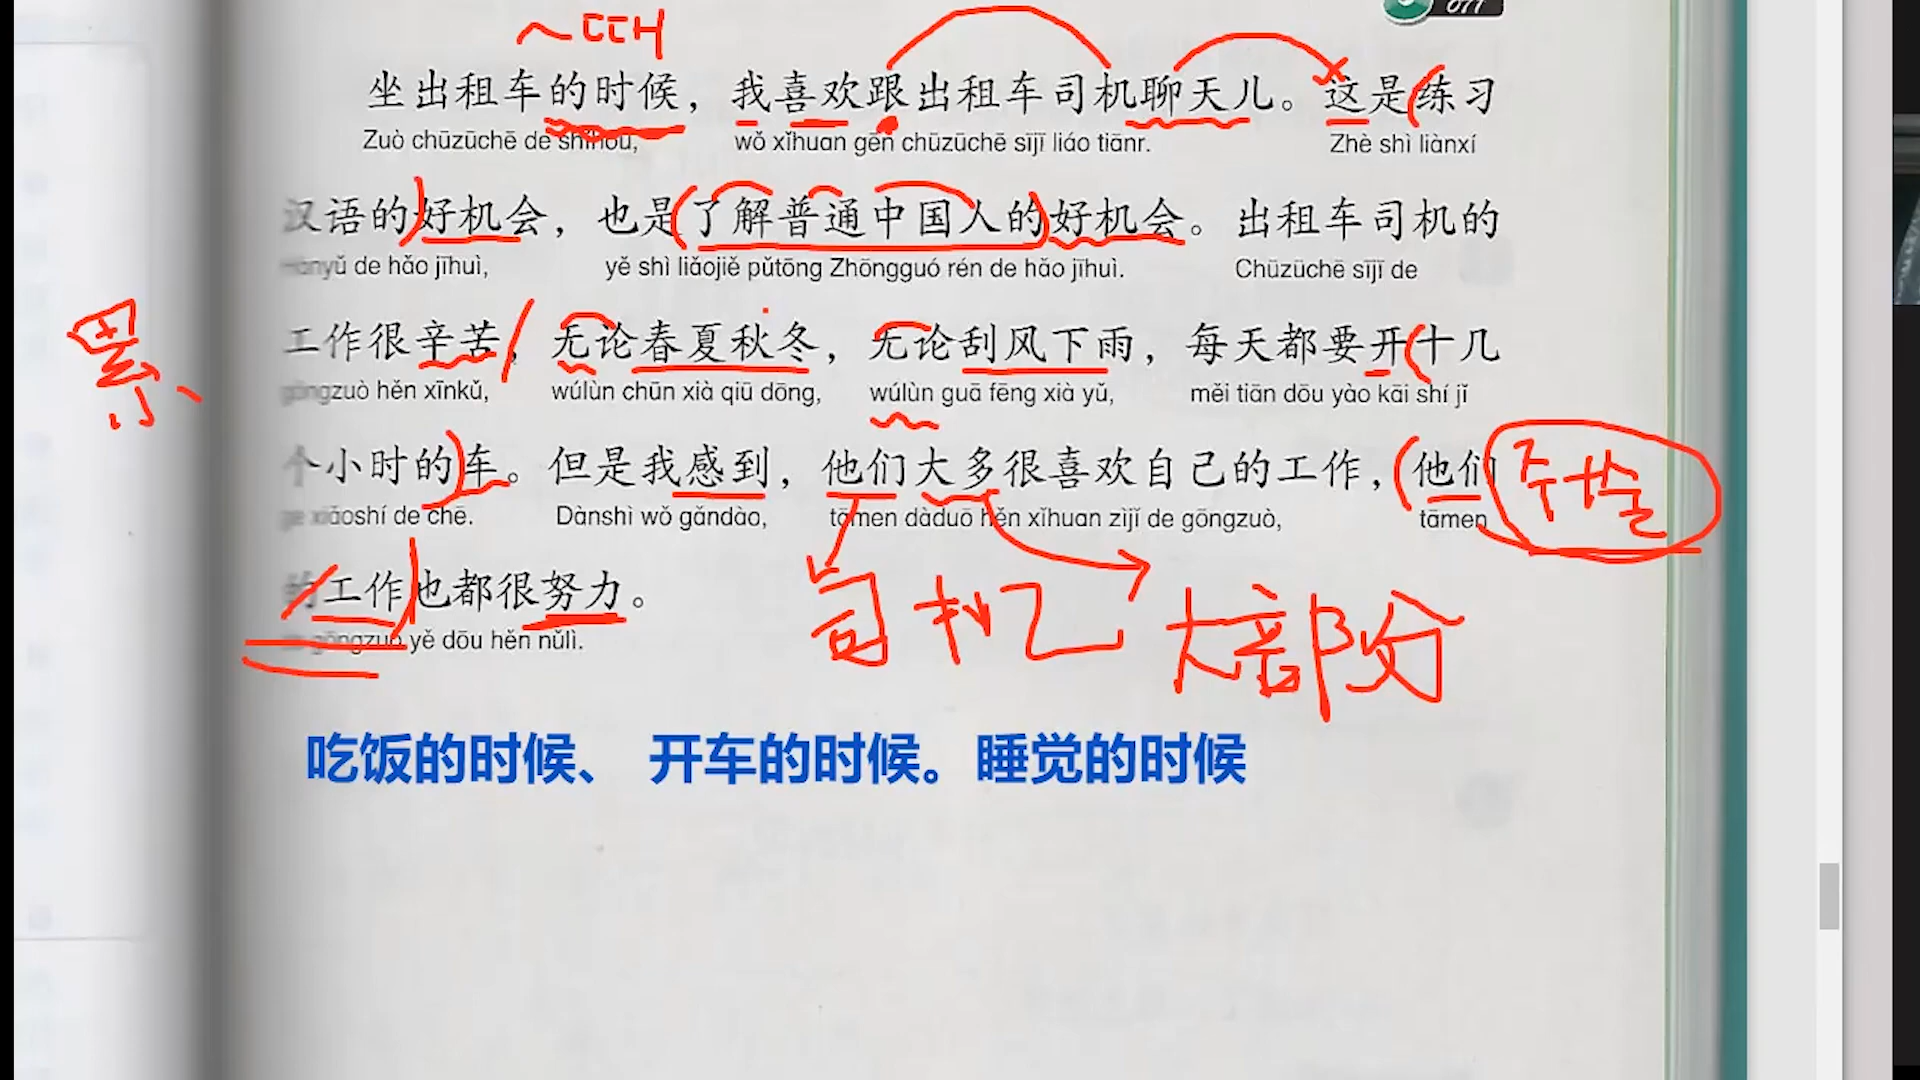 077
坐出租车的时候，我喜欢跟出租车司机聊天儿。这是练习
Zuò chūzūchē de shíhou, wǒ xǐhuan gēn chūzūchē sījī liáo tiānr. Zhè shì liànxí
汉语的好机会，也是了解普通中国人的好机会。出租车司机的
Hànyǔ de hǎo jīhuì, yě shì liǎojiě pǔtōng Zhōngguó rén de hǎo jīhuì. Chūzūchē sījī de
累
工作很辛苦，无论春夏秋冬，无论刮风下雨，每天都要开十几
gōngzuò hěn xīnkǔ, wúlùn chūn xià qiū dōng, wúlùn guā fēng xià yǔ, měi tiān dōu yào kāi shí jǐ
个小时的车。但是我感到，他们大多很喜欢自己的工作，他们
ge xiǎoshí de chē. Dànshì wǒ gǎndào, tāmen dàduō hěn xǐhuan zìjǐ de gōngzuò, tāmen
的工作也都很努力。
gōngzuò yě dōu hěn nǔlì.
司机
大部分
吃饭的时候、 开车的时候。睡觉的时候